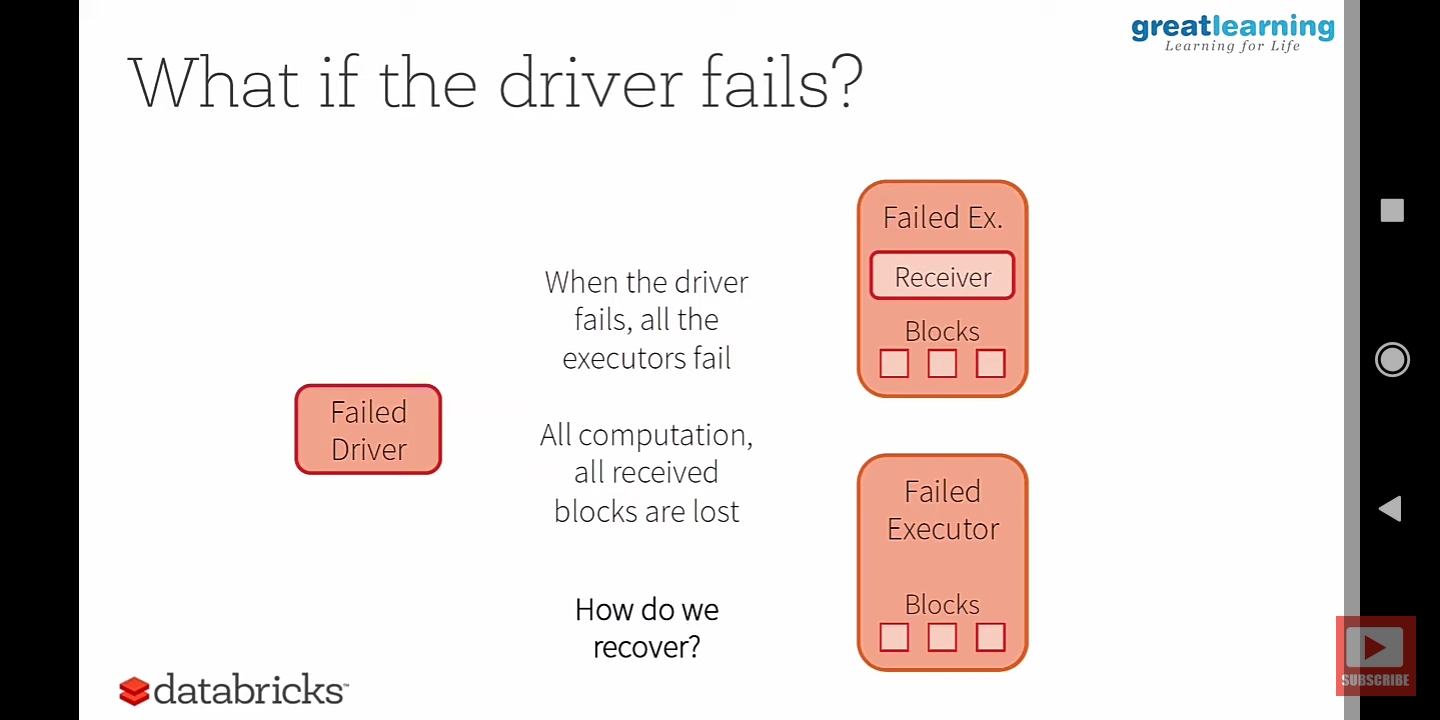 greatlearning
Learning for Life
What if the driver fails?
Failed Ex.
Receiver
Blocks
When the driver
fails, all the
executors fail
Failed
Driver
All computation,
all received
blocks are lost
Failed
Executor
Blocks
How do we
recover?
databricks™
SUBSCRIBE